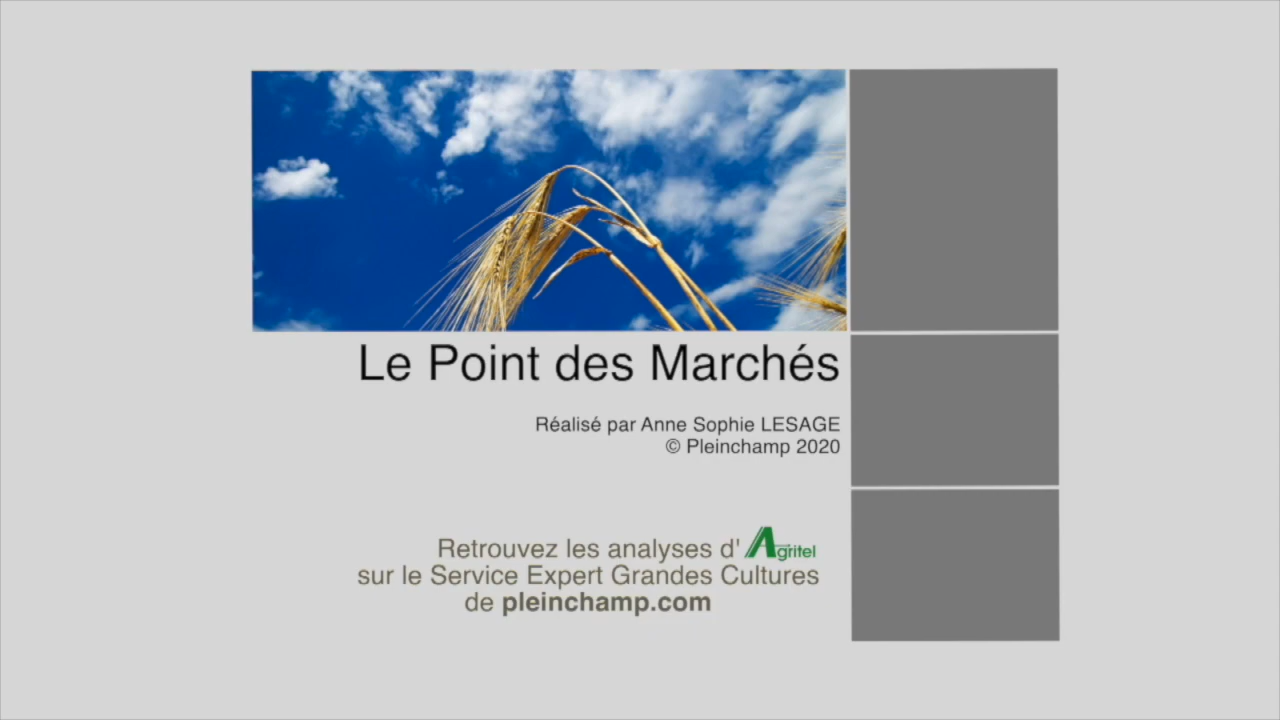 Le Point des Marchés
Réalisé par Anne Sophie LESAGE
© Pleinchamp 2020
Retrouvez les analyses d' Agritel
sur le Service Expert Grandes Cultures
de pleinchamp.com